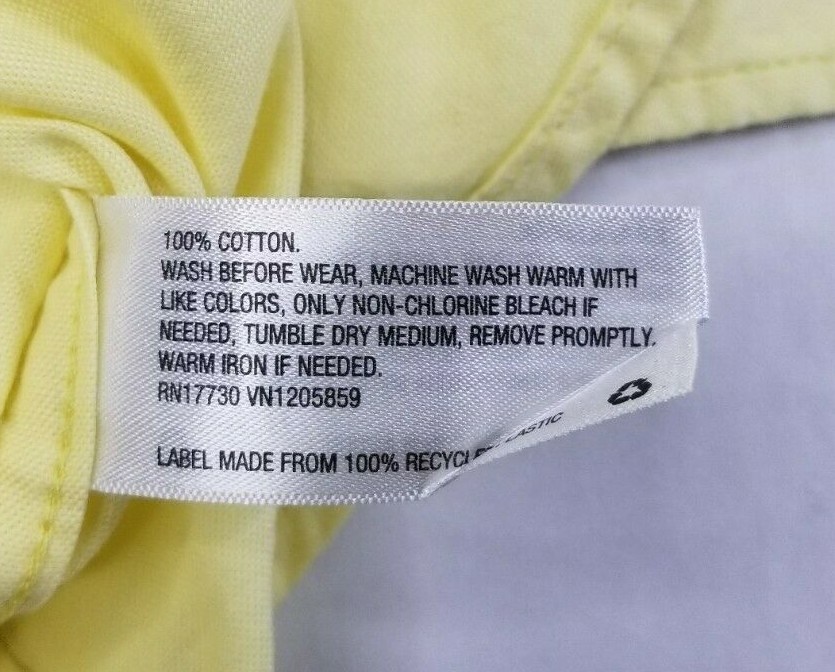 100% COTTON.
WASH BEFORE WEAR, MACHINE WASH WARM WITH
LIKE COLORS, ONLY NON-CHLORINE BLEACH IF
NEEDED, TUMBLE DRY MEDIUM, REMOVE PROMPTLY.
WARM IRON IF NEEDED.
RN17730 VN1205859
LABEL MADE FROM 100%